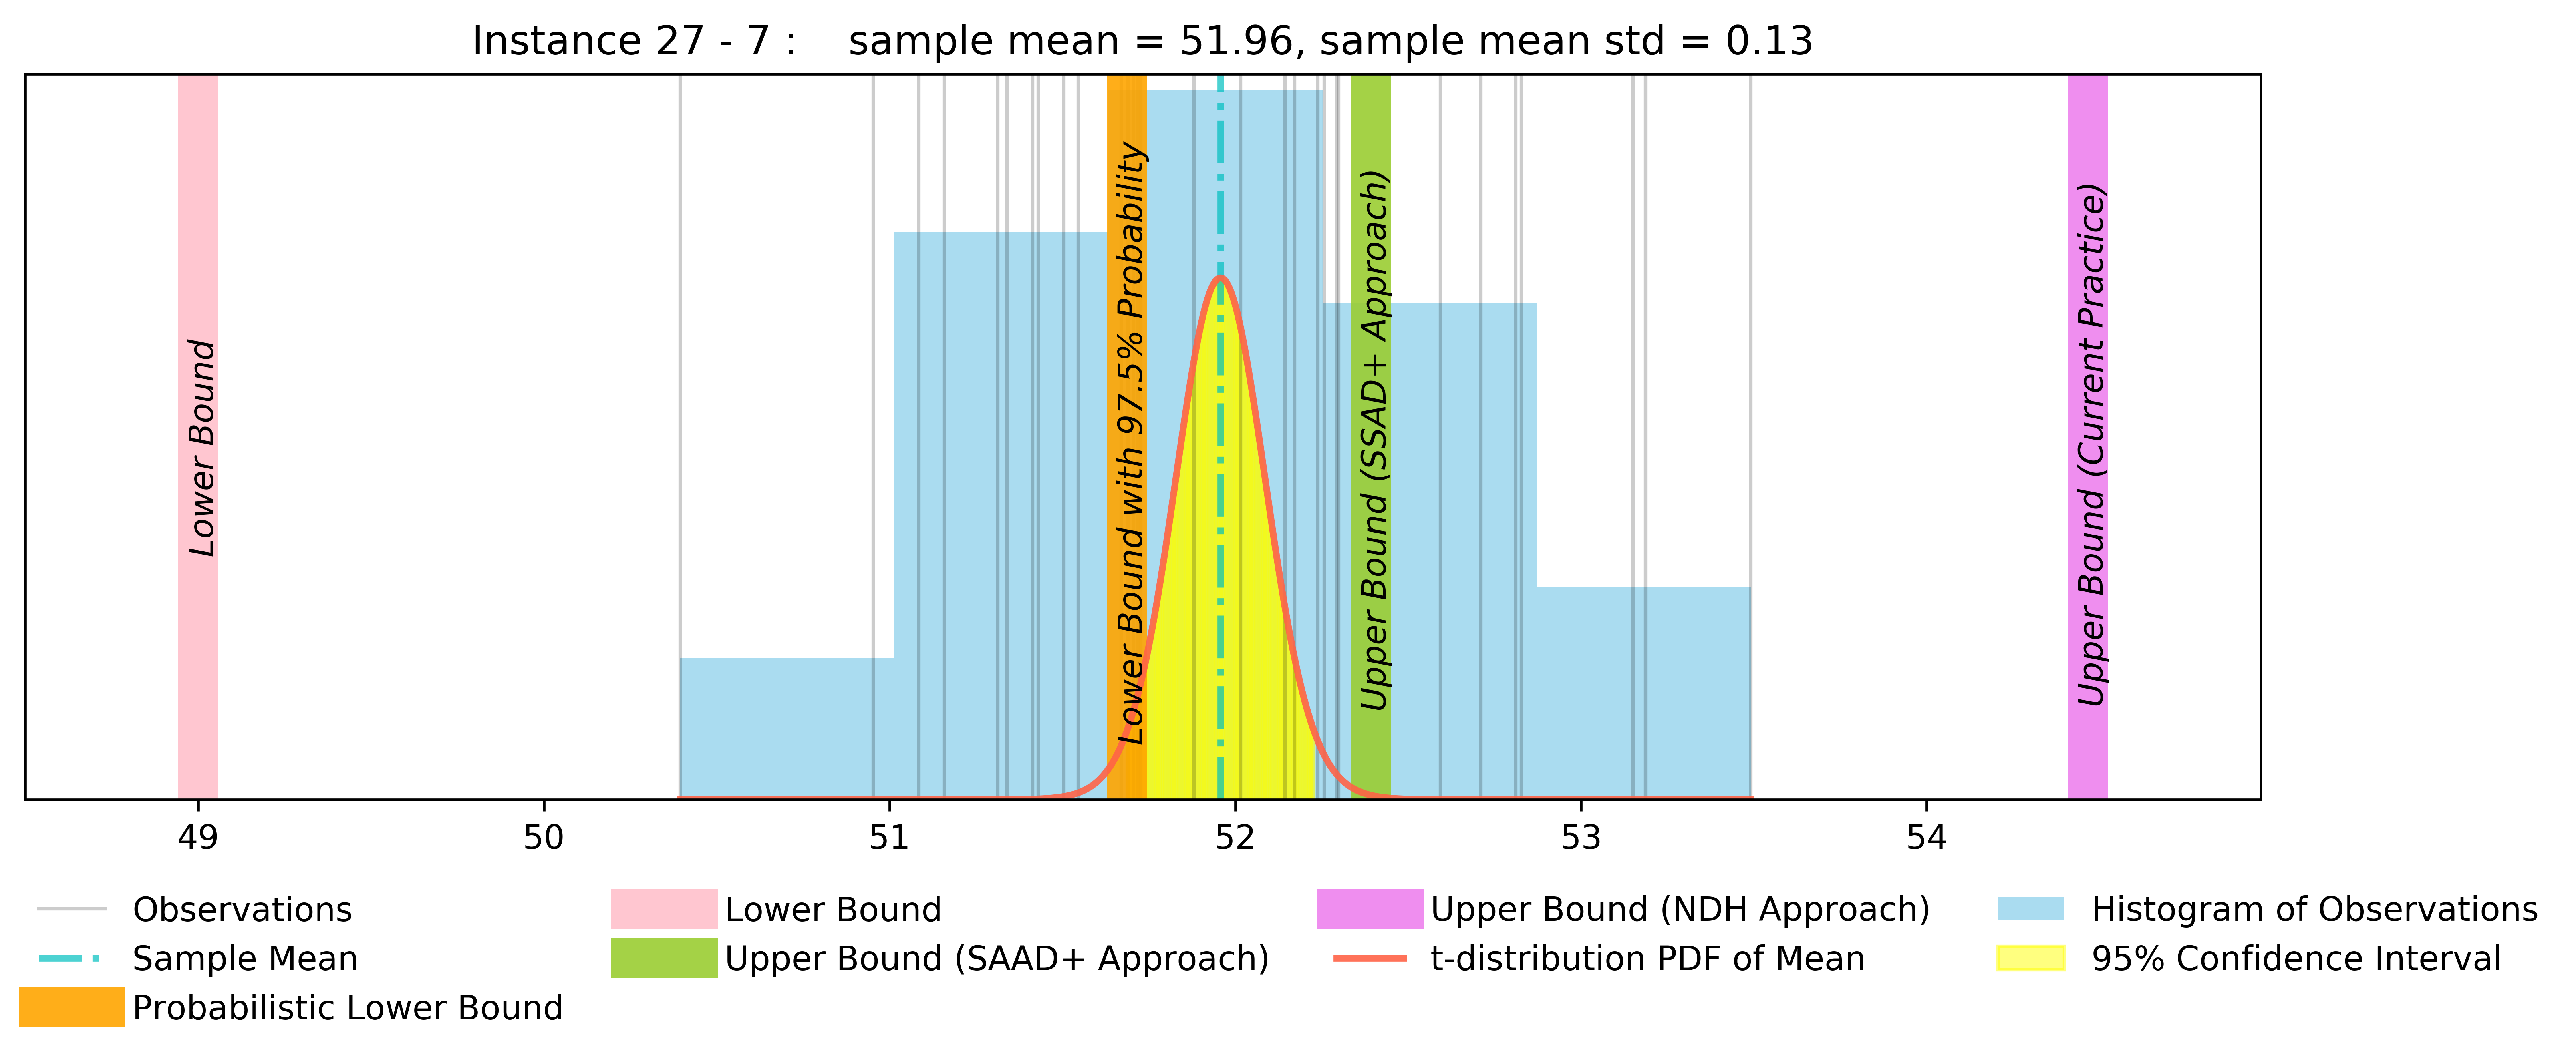 Instance 27 - 7 :    sample mean = 51.96, sample mean std = 0.13
Lower Bound
Lower Bound with 97.5% Probability
Upper Bound (SSAD+ Approach)
Upper Bound (Current Practice)
49 50 51 52 53 54
Observations
Sample Mean
Probabilistic Lower Bound
Lower Bound
Upper Bound (SAAD+ Approach)
Upper Bound (NDH Approach)
t-distribution PDF of Mean
Histogram of Observations
95% Confidence Interval